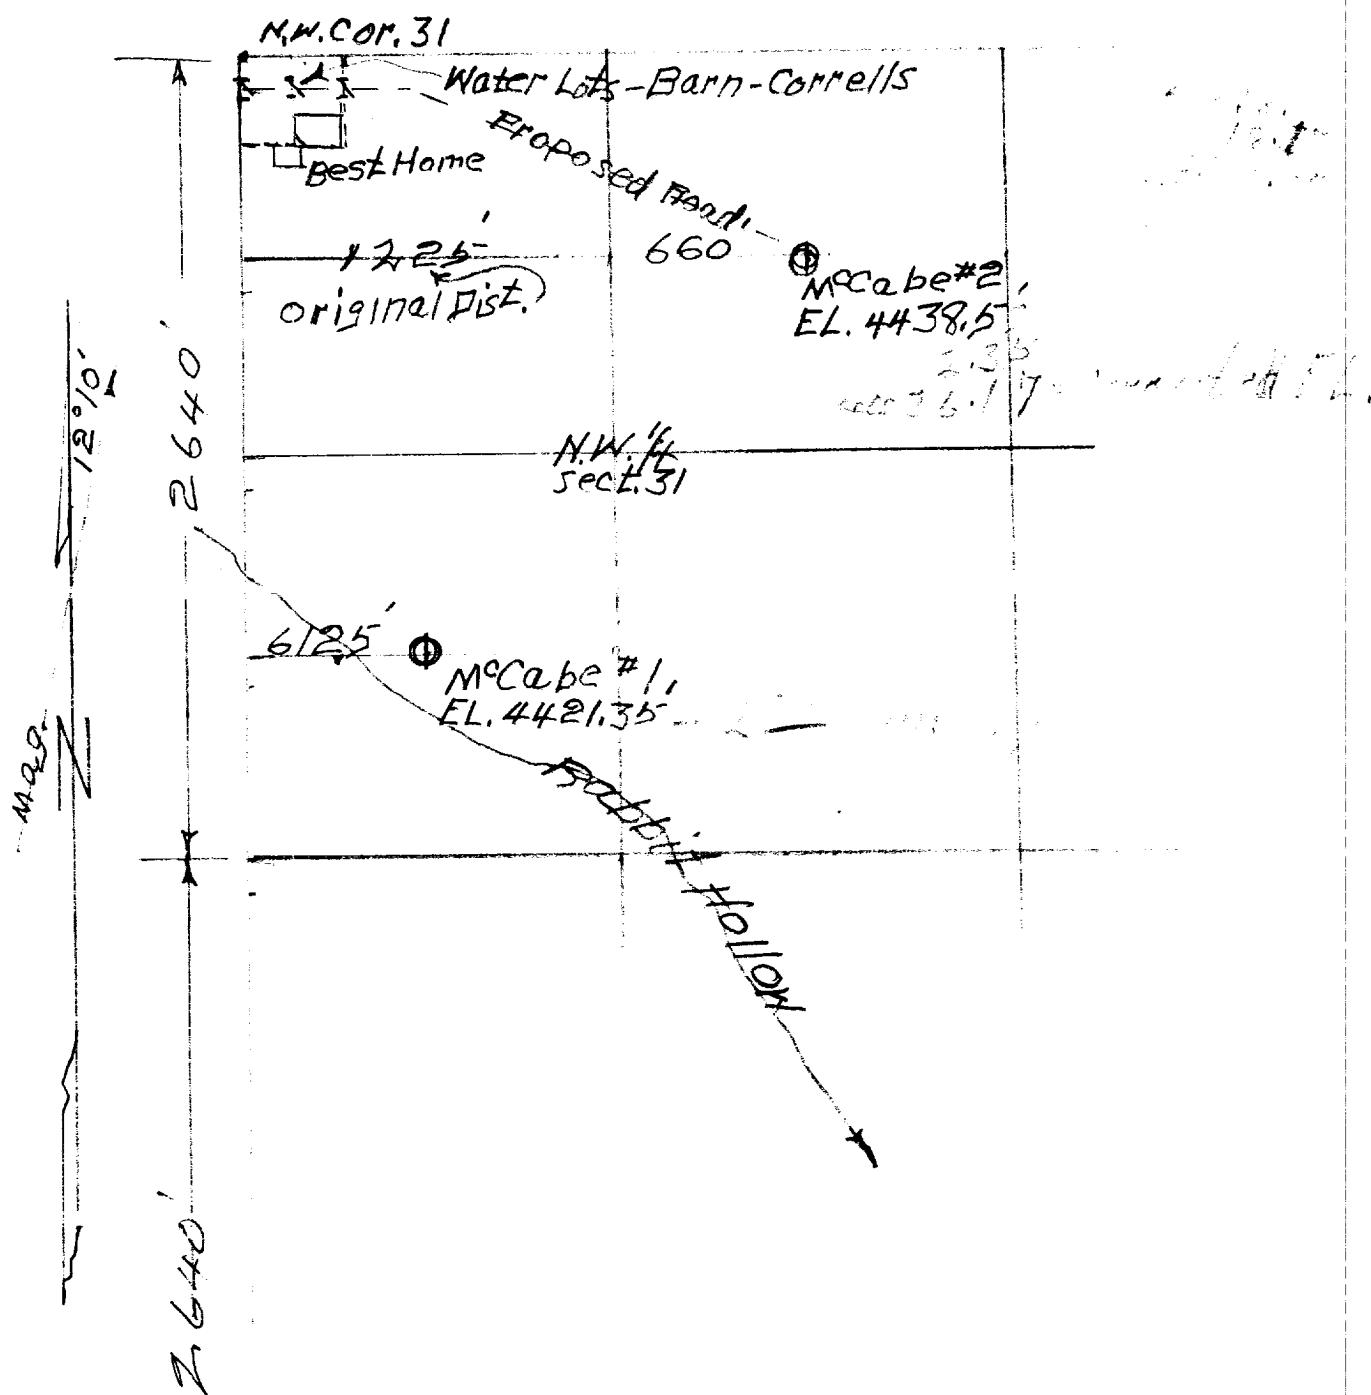 N.W. Cor. 31
Water Lots - Barn - Corrells
Proposed Road
Best Home
1225'
original Dist.
660
McCabe #2
EL. 4438.5'
12°10'
2640'
N.W. 1/4
sect. 31
612.5'
McCabe #1
EL. 4421.35
Mag.
N
Rabbit Hollow
2640'